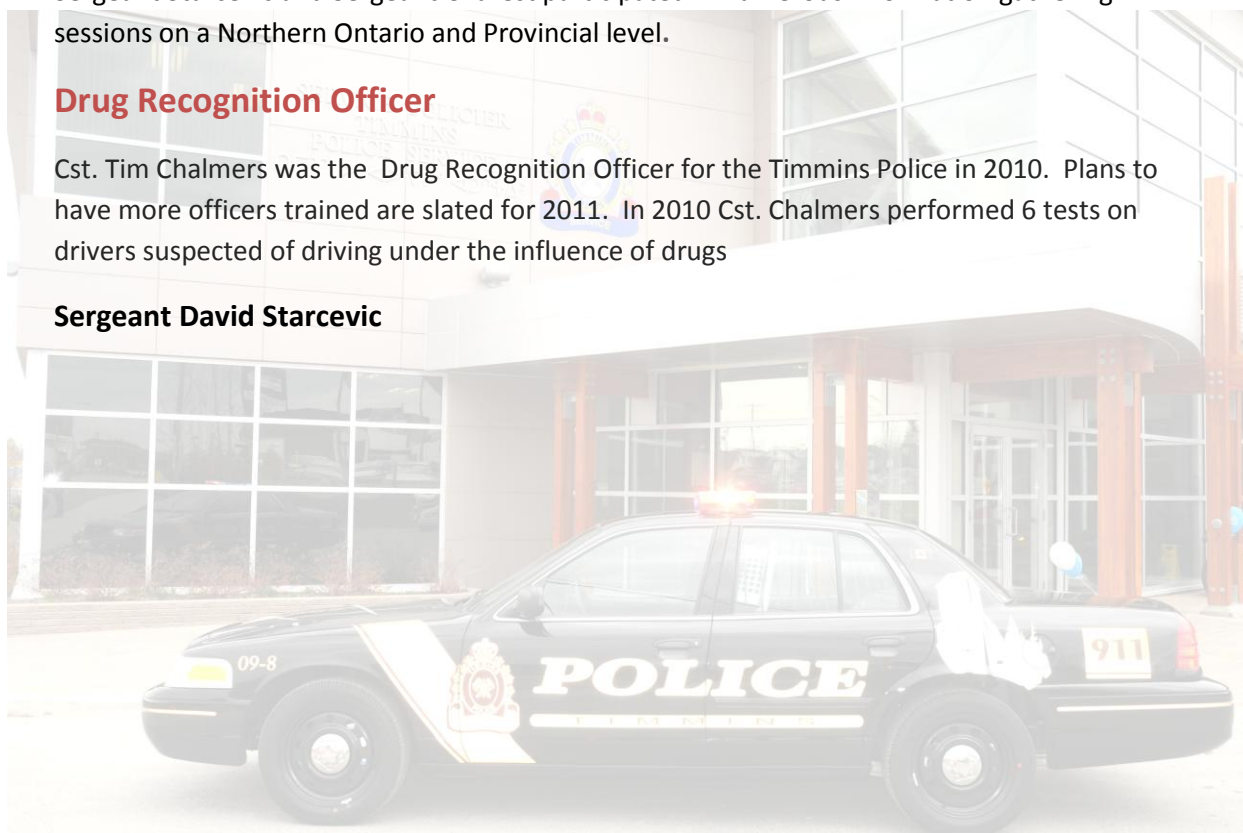 sessions on a Northern Ontario and Provincial level.
Drug Recognition Officer
TIMMINS
POLICE
Cst. Tim Chalmers was the Drug Recognition Officer for the Timmins Police in 2010. Plans to
have more officers trained are slated for 2011. In 2010 Cst. Chalmers performed 6 tests on
drivers suspected of driving under the influence of drugs
Sergeant David Starcevic
09-8
POLICE
911
TIMMINS